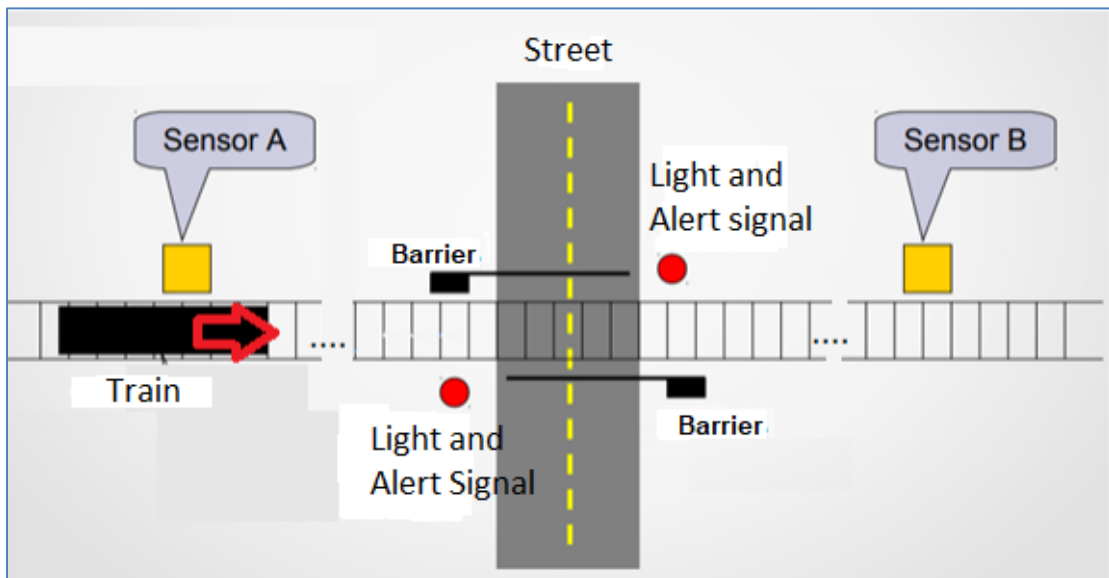 Street
Sensor A
Sensor B
Light and
Alert signal
Barrier
....
....
Train
Light and
Alert Signal
Barrier